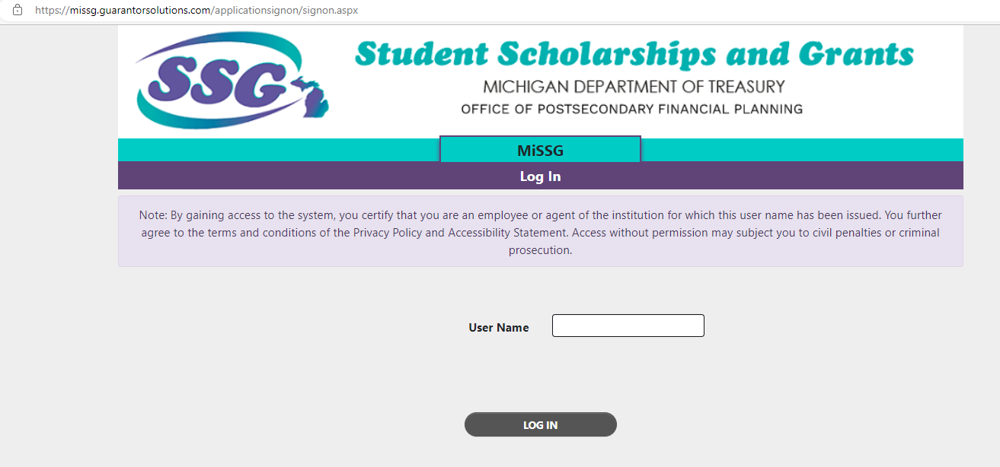 https://missg.guarantorsolutions.com/applicationsignon/signon.aspx
SSG
Student Scholarships and Grants
MICHIGAN DEPARTMENT OF TREASURY
OFFICE OF POSTSECONDARY FINANCIAL PLANNING
MiSSG
Log In
Note: By gaining access to the system, you certify that you are an employee or agent of the institution for which this user name has been issued. You further
agree to the terms and conditions of the Privacy Policy and Accessibility Statement. Access without permission may subject you to civil penalties or criminal
prosecution.
User Name
LOG IN